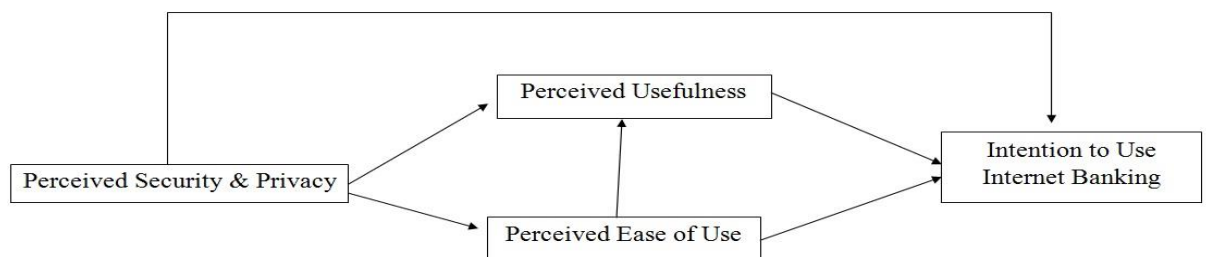 Perceived Usefulness
Perceived Security & Privacy
Intention to Use
Internet Banking
Perceived Ease of Use